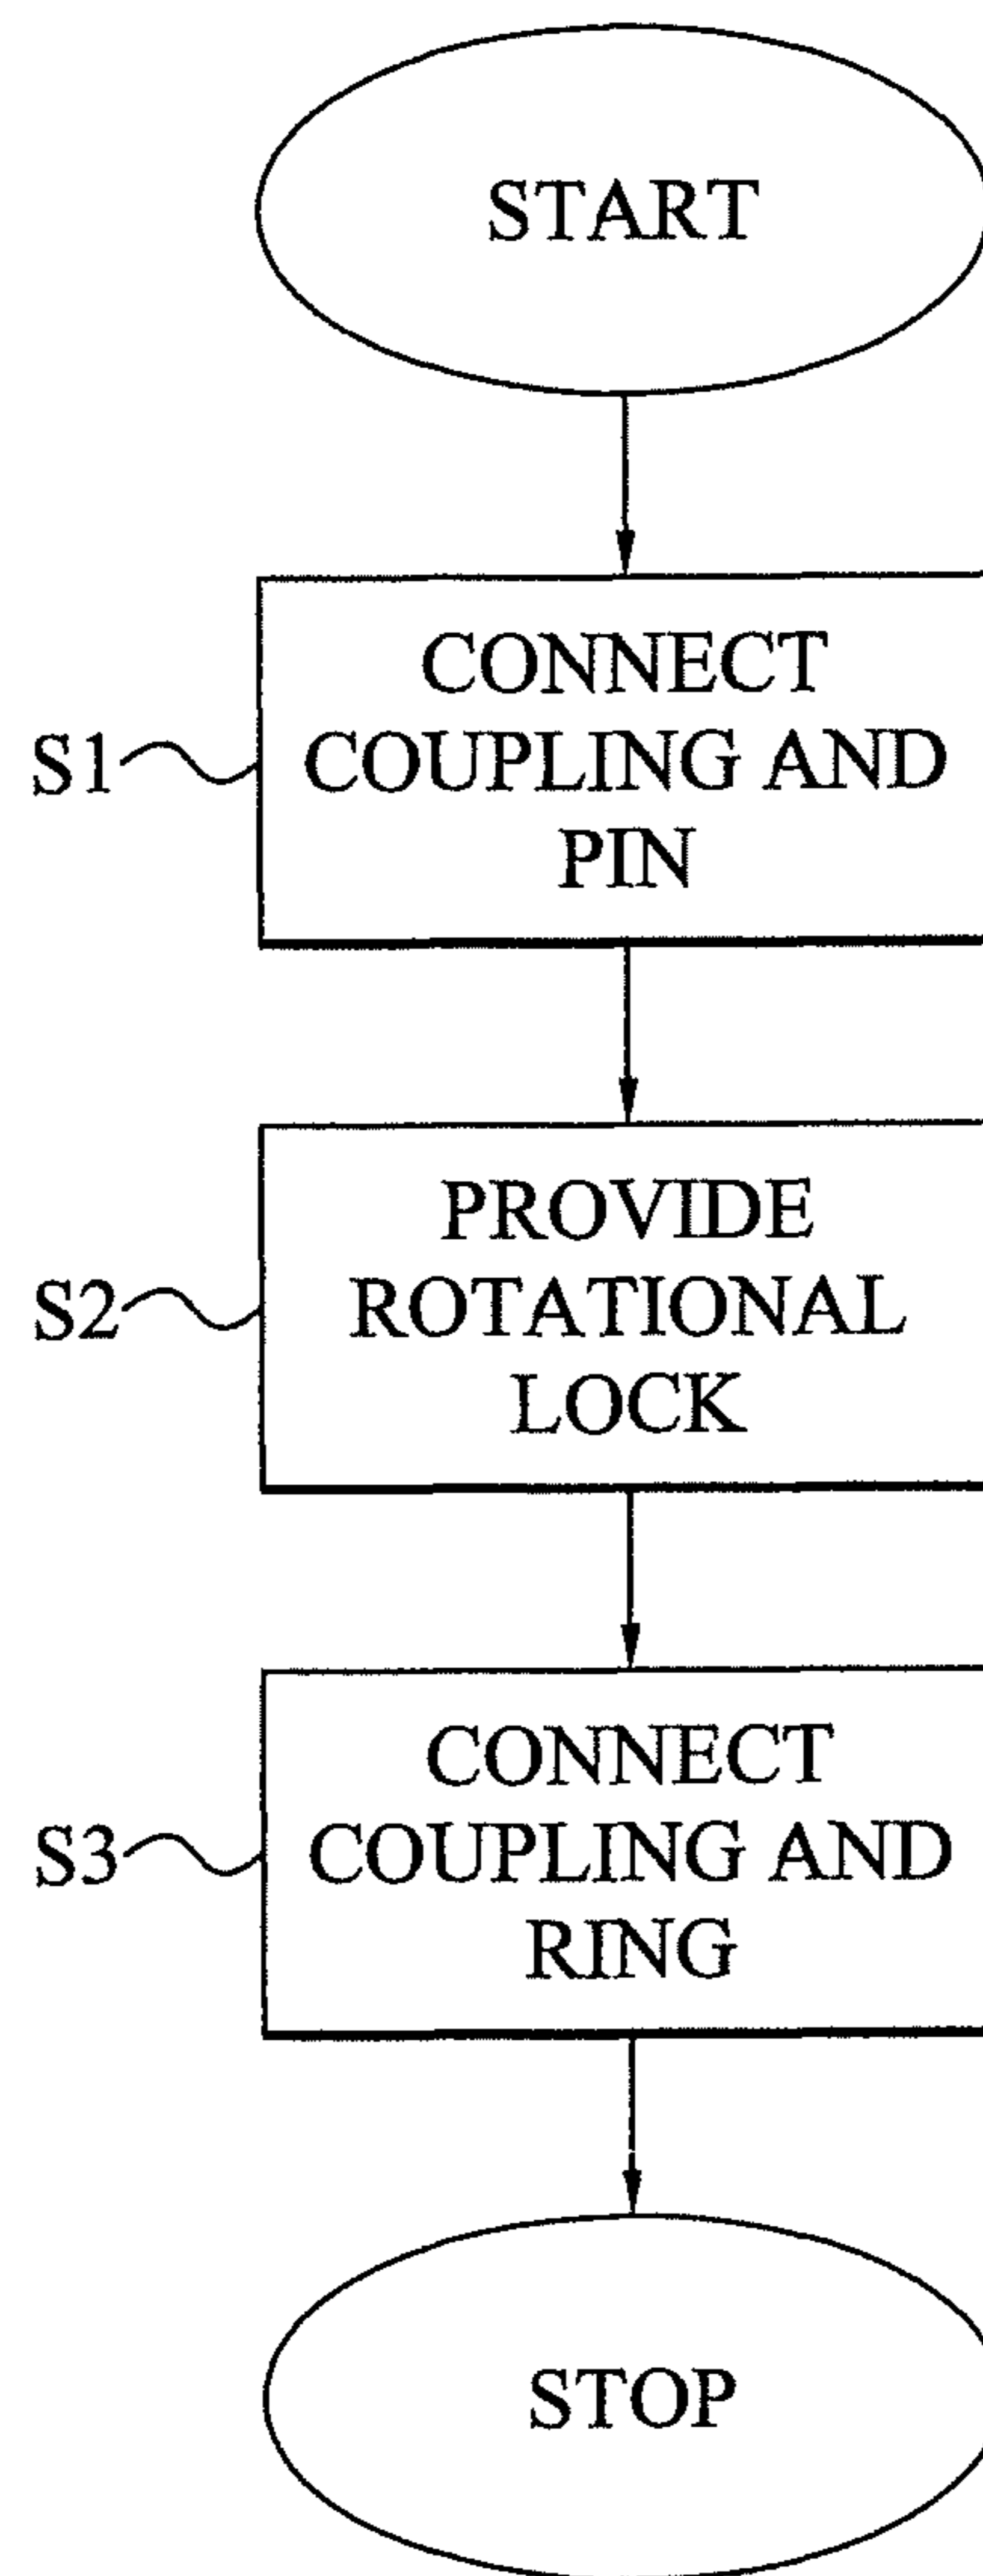 START
CONNECT
COUPLING AND
PIN
S1
PROVIDE
ROTATIONAL
LOCK
S2
CONNECT
COUPLING AND
RING
S3
STOP